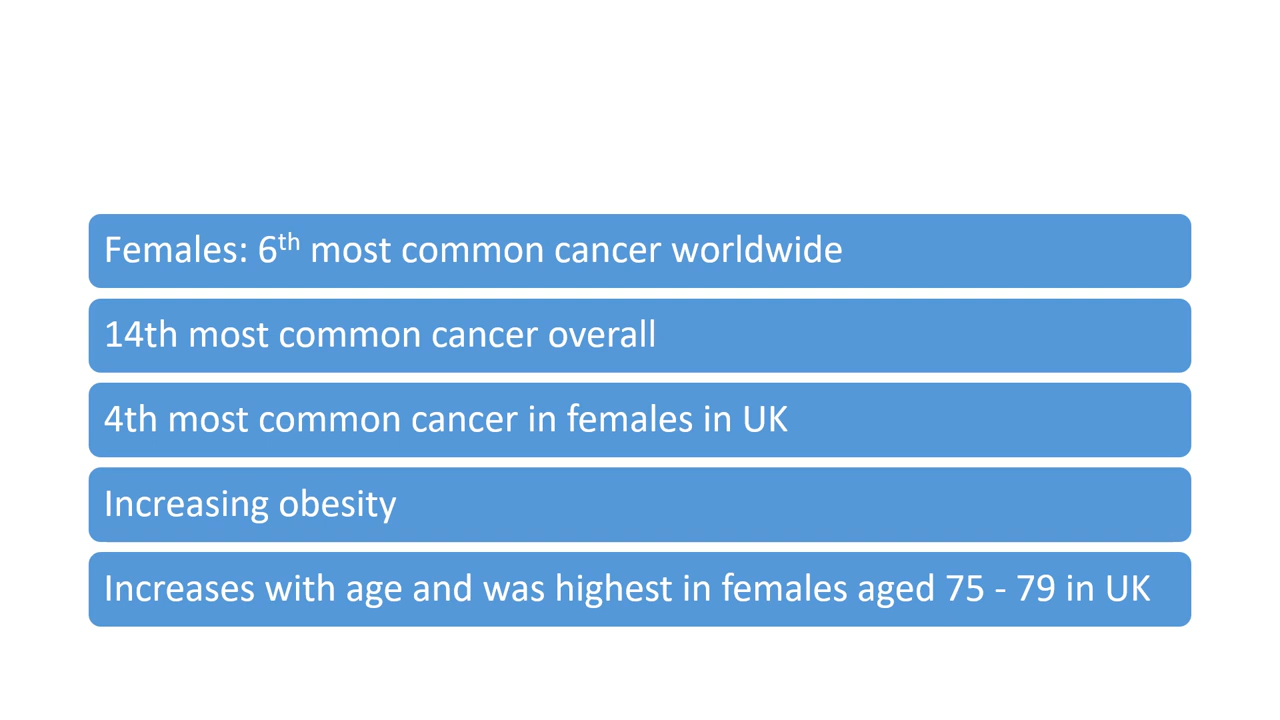 Females: 6th most common cancer worldwide
14th most common cancer overall
4th most common cancer in females in UK
Increasing obesity
Increases with age and was highest in females aged 75 - 79 in UK